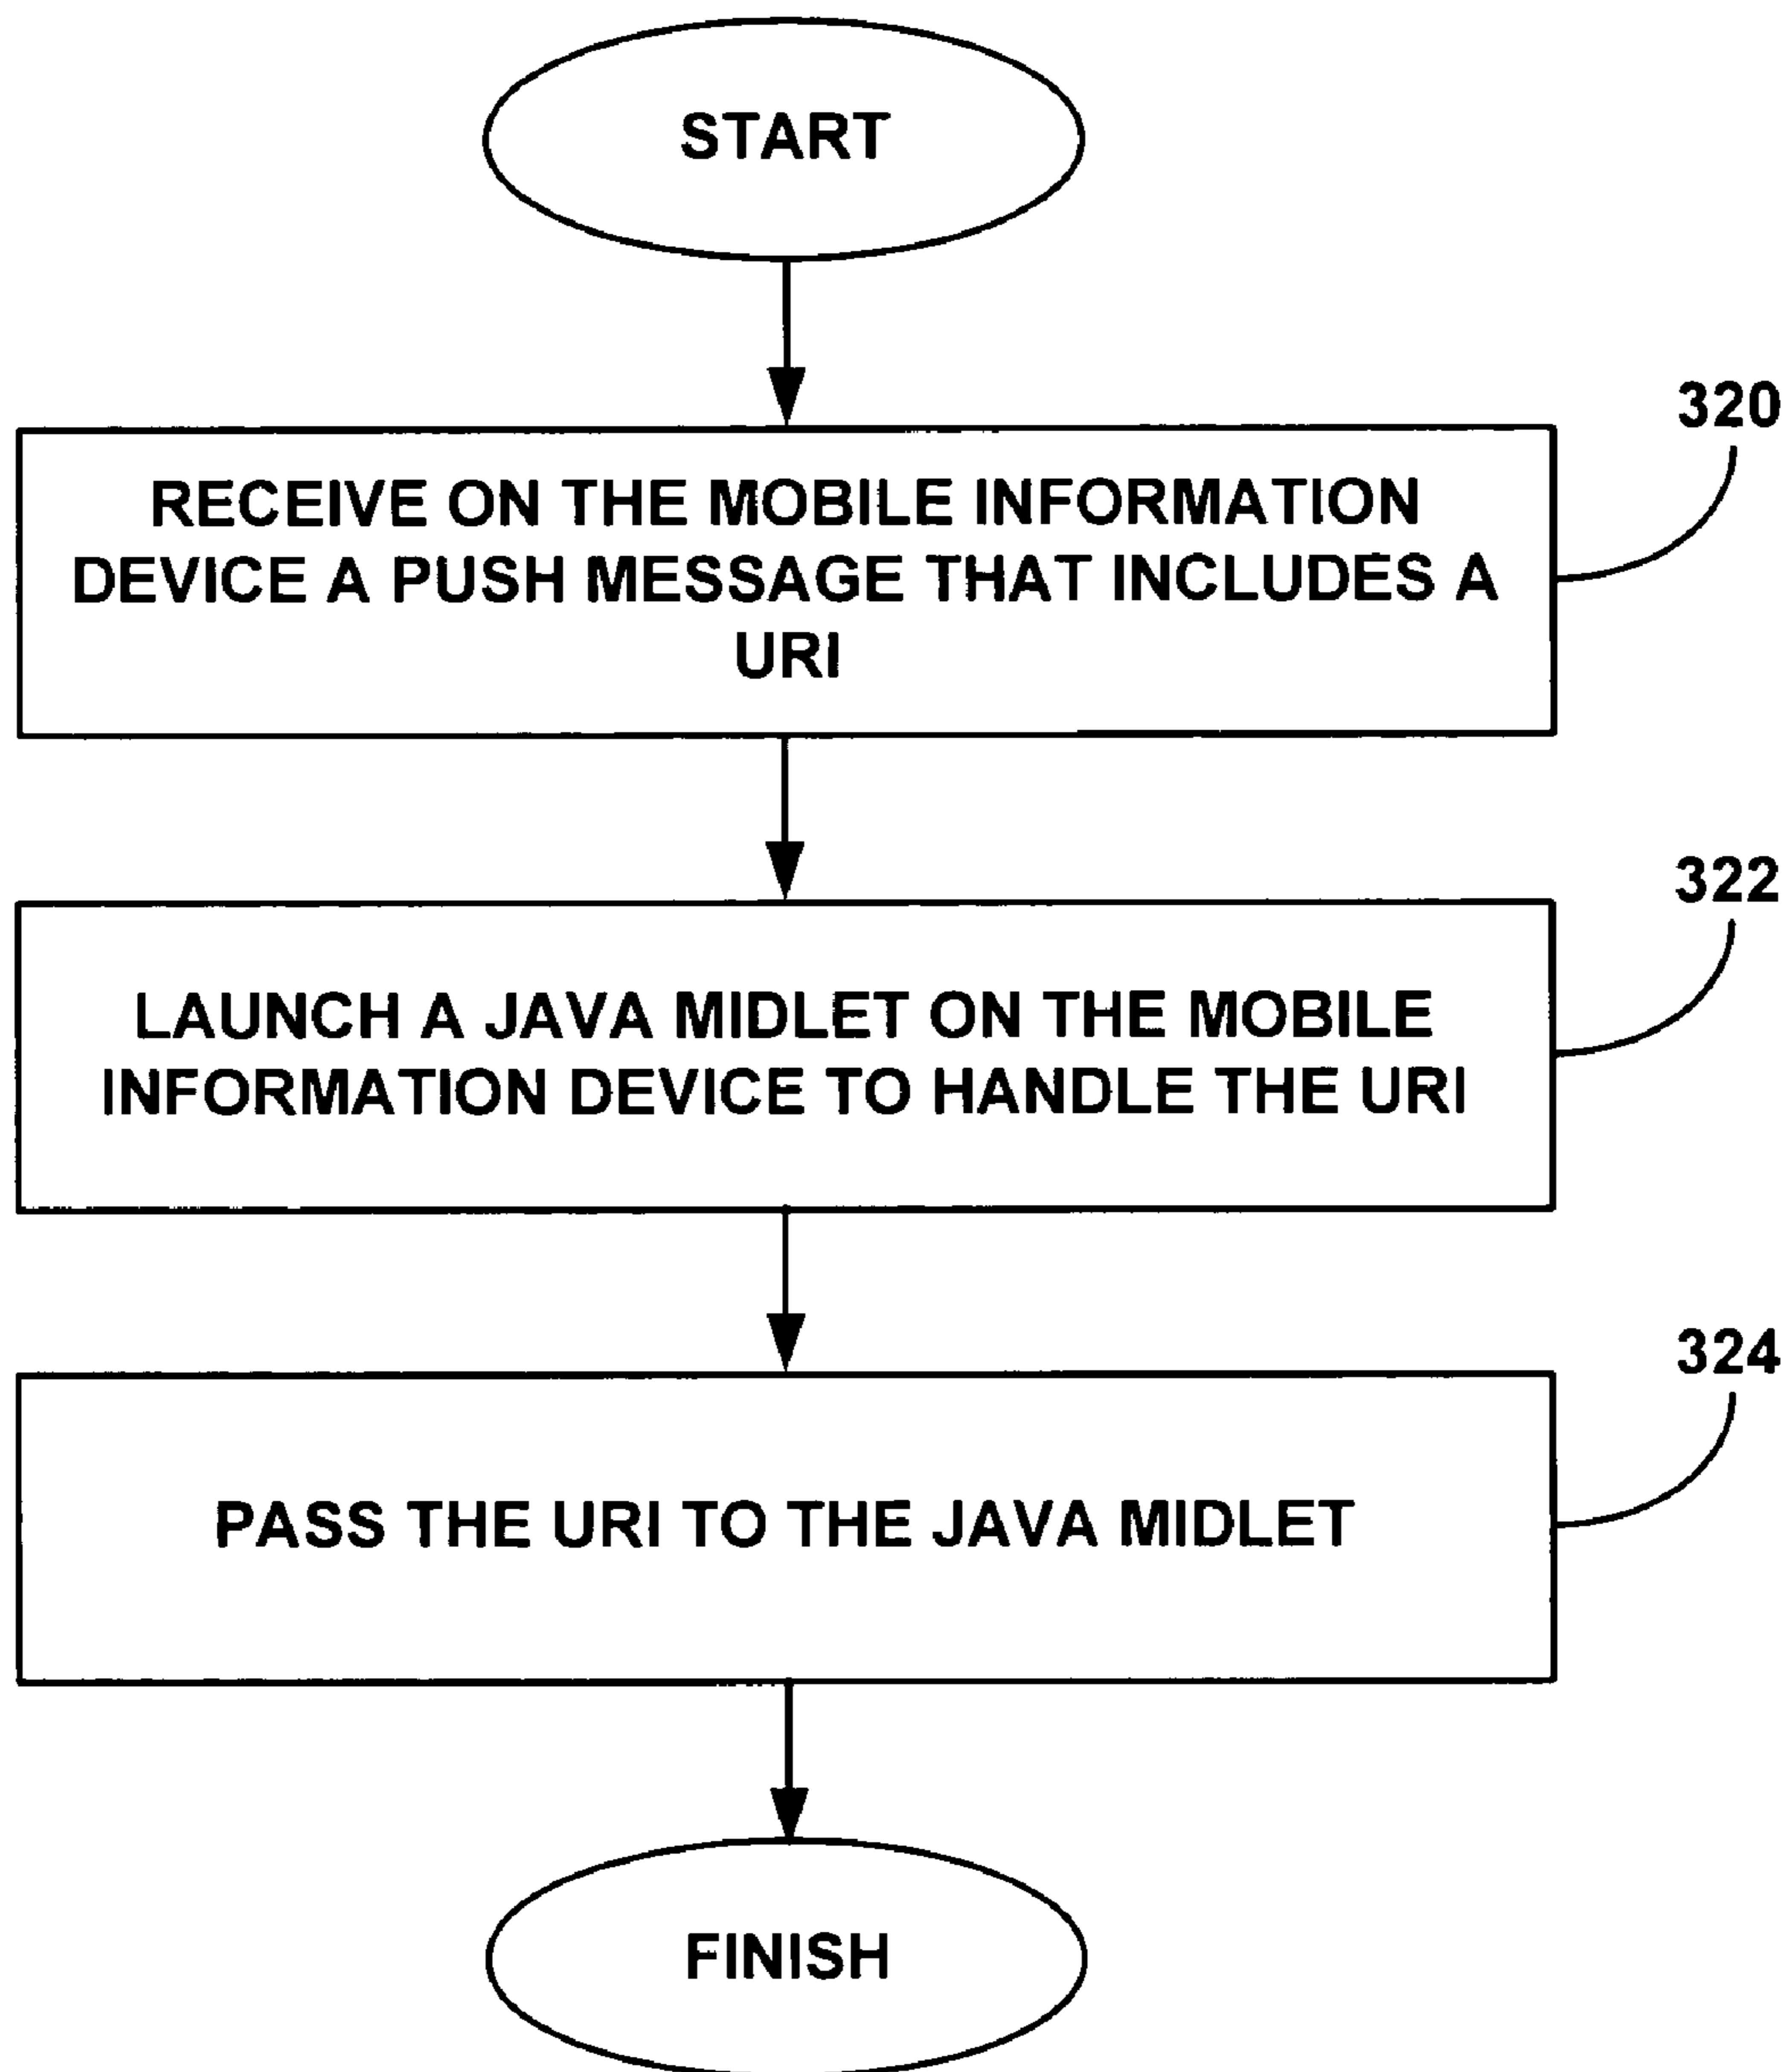 START
320
RECEIVE ON THE MOBILE INFORMATION
DEVICE A PUSH MESSAGE THAT INCLUDES A
URI
322
LAUNCH A JAVA MIDLET ON THE MOBILE
INFORMATION DEVICE TO HANDLE THE URI
324
PASS THE URI TO THE JAVA MIDLET
FINISH